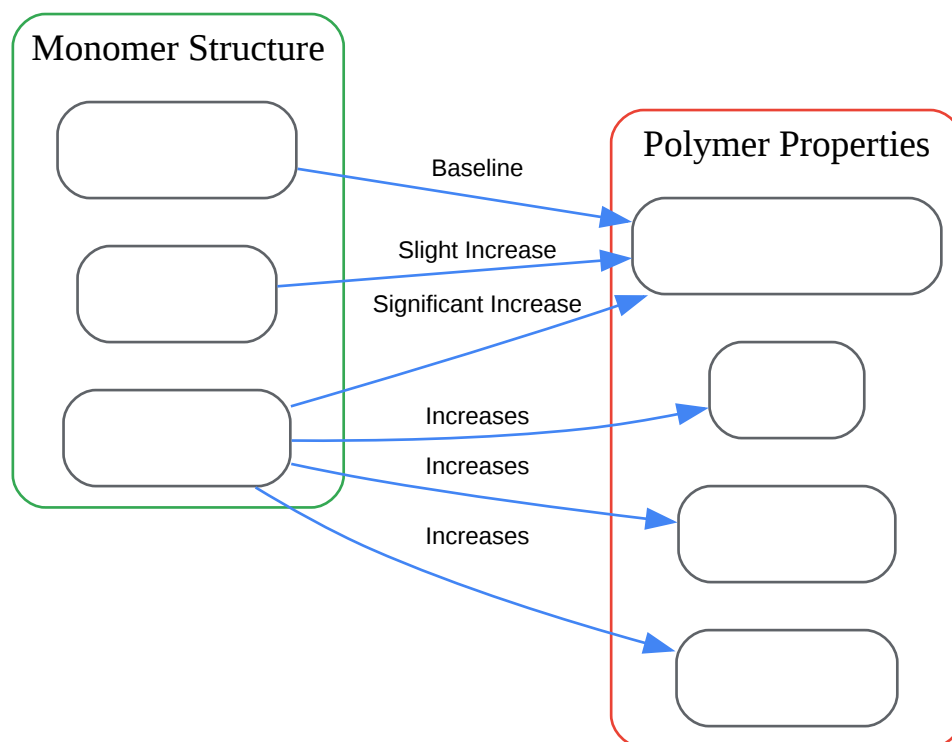 Monomer Structure
Polymer Properties
Baseline
Slight Increase
Significant Increase
Increases
Increases
Increases